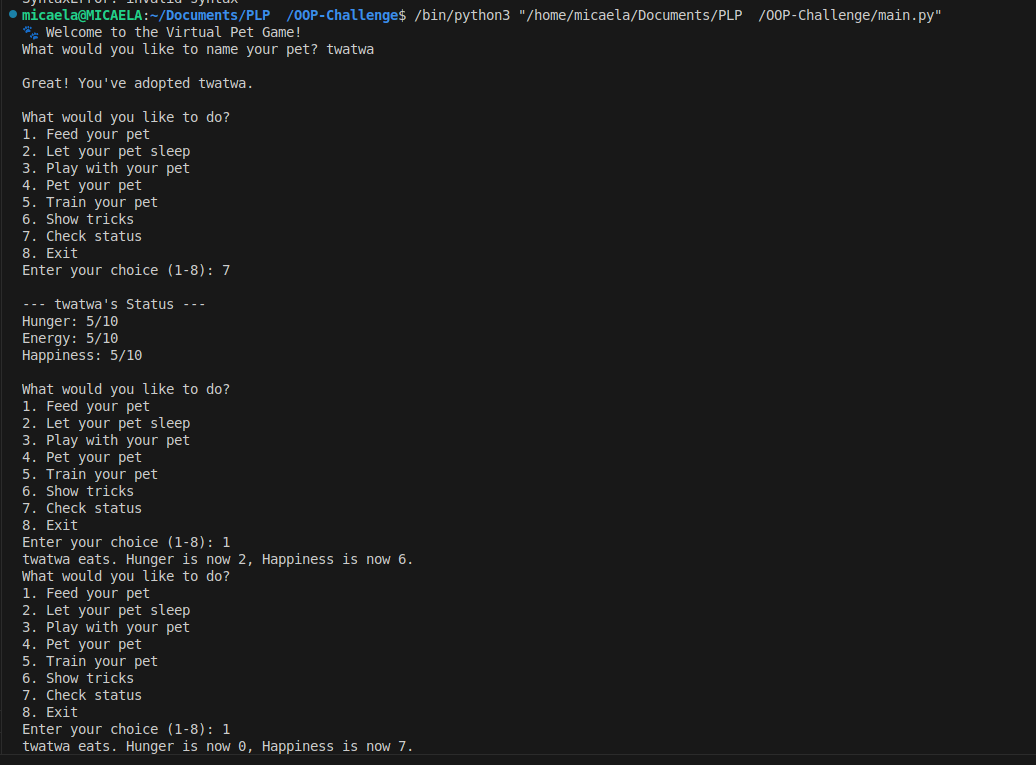 SyntaxError: invalid syntax
micaela@MICAELA:~/Documents/PLP  /OOP-Challenge$ /bin/python3 "/home/micaela/Documents/PLP  /OOP-Challenge/main.py"
🐾 Welcome to the Virtual Pet Game!
What would you like to name your pet? twatwa

Great! You've adopted twatwa.

What would you like to do?
1. Feed your pet
2. Let your pet sleep
3. Play with your pet
4. Pet your pet
5. Train your pet
6. Show tricks
7. Check status
8. Exit
Enter your choice (1-8): 7

--- twatwa's Status ---
Hunger: 5/10
Energy: 5/10
Happiness: 5/10

What would you like to do?
1. Feed your pet
2. Let your pet sleep
3. Play with your pet
4. Pet your pet
5. Train your pet
6. Show tricks
7. Check status
8. Exit
Enter your choice (1-8): 1
twatwa eats. Hunger is now 2, Happiness is now 6.
What would you like to do?
1. Feed your pet
2. Let your pet sleep
3. Play with your pet
4. Pet your pet
5. Train your pet
6. Show tricks
7. Check status
8. Exit
Enter your choice (1-8): 1
twatwa eats. Hunger is now 0, Happiness is now 7.